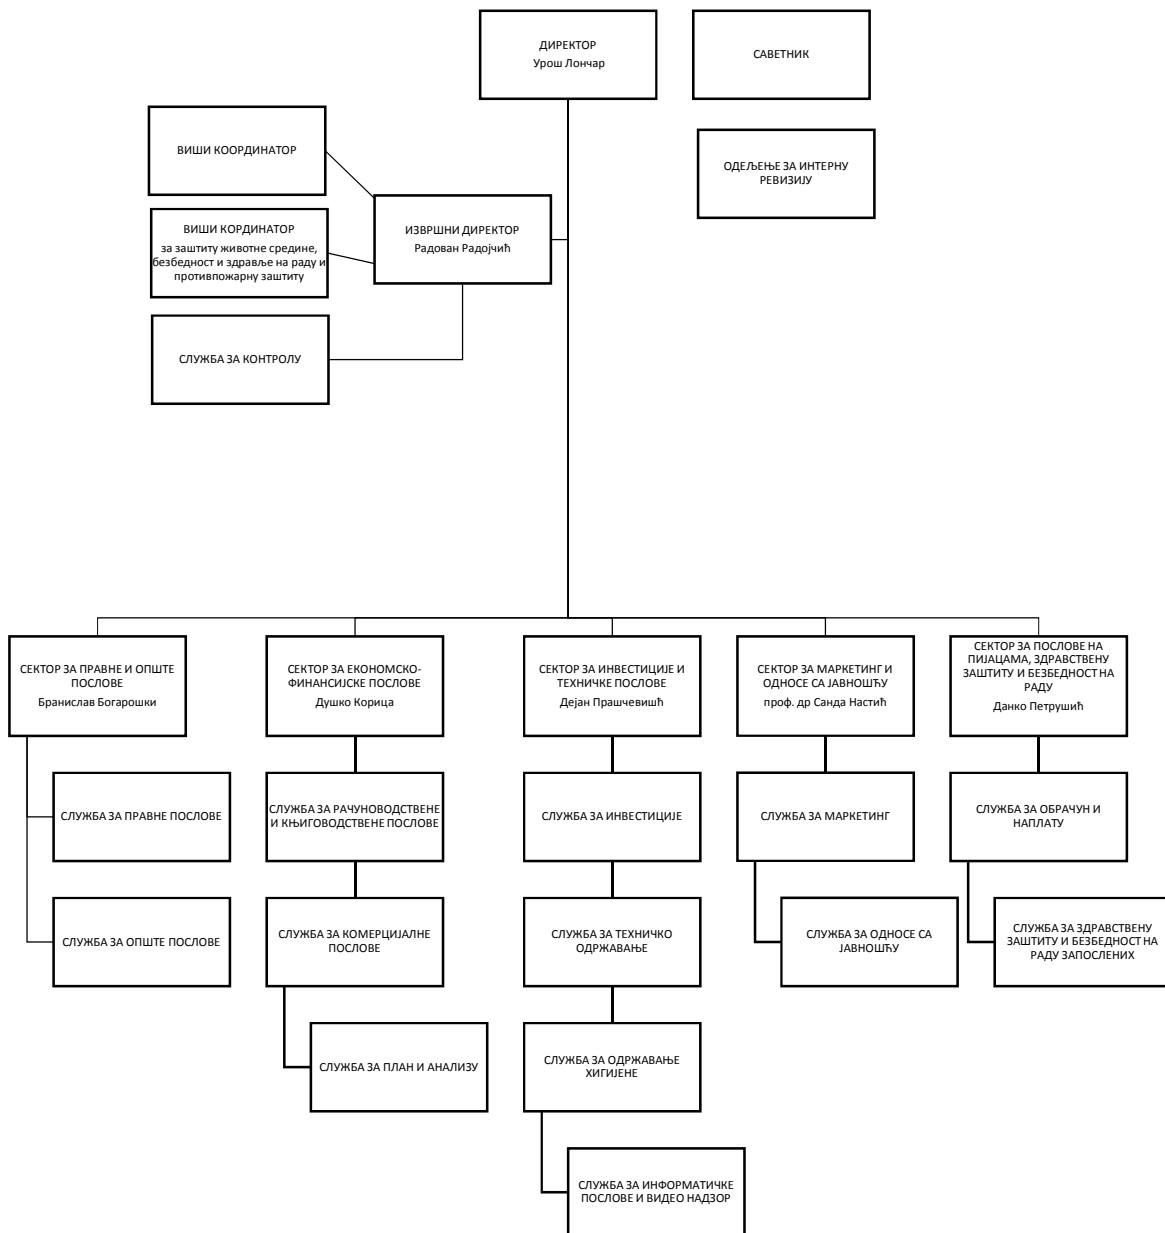 ДИРЕКТОР
Урош Лончар
САВЕТНИК
ОДЕЉЕЊЕ ЗА ИНТЕРНУ
РЕВИЗИЈУ
ВИШИ КООРДИНАТОР
ВИШИ КОРДИНАТОР
за заштиту животне средине,
безбедност и здравље на раду и
противпожарну заштиту
ИЗВРШНИ ДИРЕКТОР
Радован Радојчић
СЛУЖБА ЗА КОНТРОЛУ
СЕКТОР ЗА ПРАВНЕ И ОПШТЕ
ПОСЛОВЕ
Бранислав Богарошки
СЕКТОР ЗА ЕКОНОМСКО-
ФИНАНСИЈСКЕ ПОСЛОВЕ
Душко Корица
СЕКТОР ЗА ИНВЕСТИЦИЈЕ И
ТЕХНИЧКЕ ПОСЛОВЕ
Дејан Прашчевишћ
СЕКТОР ЗА МАРКЕТИНГ И
ОДНОСЕ СА ЈАВНОШЋУ
проф. др Санда Настић
СЕКТОР ЗА ПОСЛОВЕ НА
ПИЈАЦАМА, ЗДРАВСТВЕНУ
ЗАШТИТУ И БЕЗБЕДНОСТ НА
РАДУ
Данко Петрушић
СЛУЖБА ЗА ПРАВНЕ ПОСЛОВЕ
СЛУЖБА ЗА РАЧУНОВОДСТВЕНЕ
И КЊИГОВОДСТВЕНЕ ПОСЛОВЕ
СЛУЖБА ЗА ИНВЕСТИЦИЈЕ
СЛУЖБА ЗА МАРКЕТИНГ
СЛУЖБА ЗА ОБРАЧУН И
НАПЛАТУ
СЛУЖБА ЗА ОПШТЕ ПОСЛОВЕ
СЛУЖБА ЗА КОМЕРЦИЈАЛНЕ
ПОСЛОВЕ
СЛУЖБА ЗА ТЕХНИЧКО
ОДРЖАВАЊЕ
СЛУЖБА ЗА ОДНОСЕ СА
ЈАВНОШЋУ
СЛУЖБА ЗА ЗДРАВСТВЕНУ
ЗАШТИТУ И БЕЗБЕДНОСТ НА
РАДУ ЗАПОСЛЕНИХ
СЛУЖБА ЗА ПЛАН И АНАЛИЗУ
СЛУЖБА ЗА ОДРЖАВАЊЕ
ХИГИЈЕНЕ
СЛУЖБА ЗА ИНФОРМАТИЧКЕ
ПОСЛОВЕ И ВИДЕО НАДЗОР